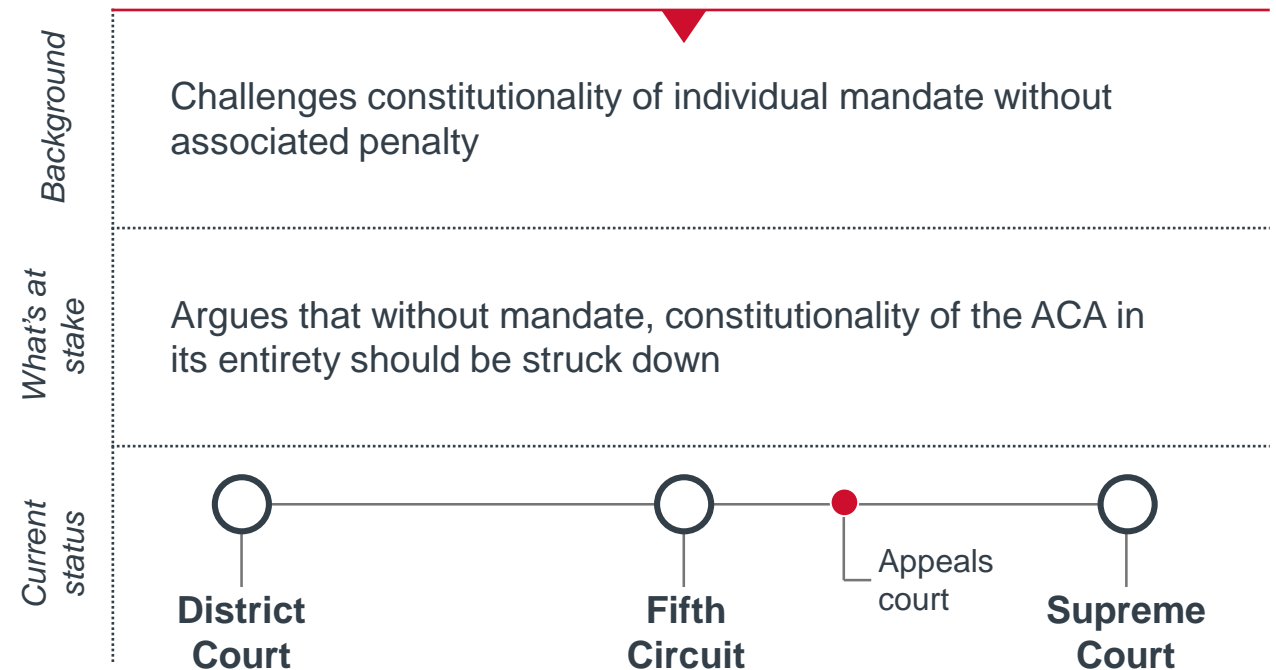 Background
Challenges constitutionality of individual mandate without
associated penalty
What's at
stake
Argues that without mandate, constitutionality of the ACA in
its entirety should be struck down
Current
status
District
Court
Fifth
Circuit
Appeals
court
Supreme
Court